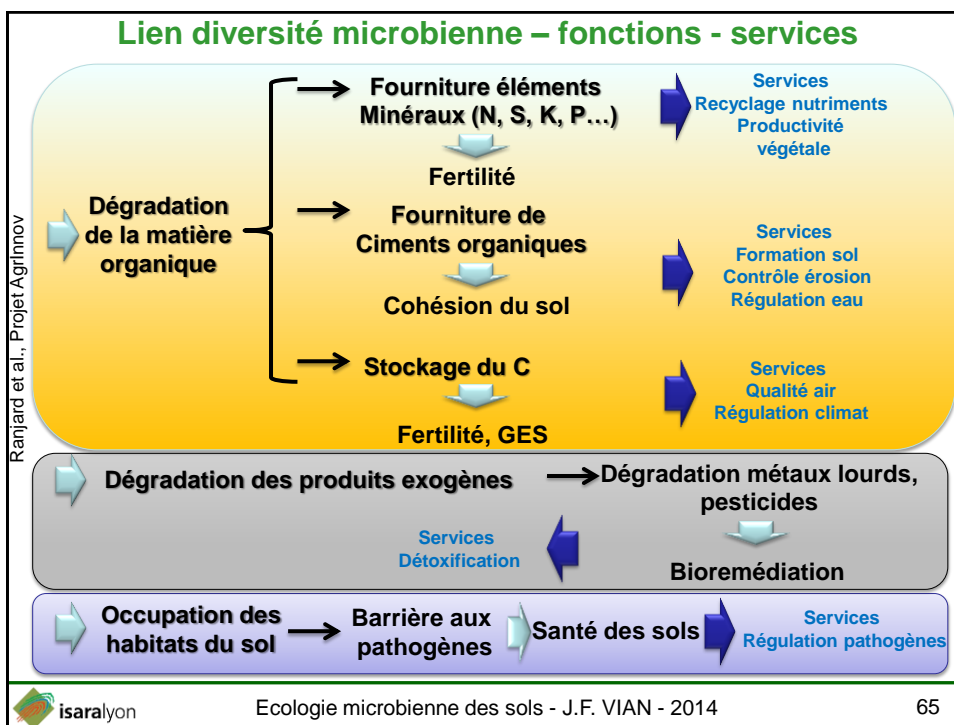 Lien diversité microbienne – fonctions - services
Fourniture éléments
Minéraux (N, S, K, P…)
Services
Recyclage nutriments
Productivité
végétale
Fertilité
Dégradation
de la matière
organique
Fourniture de
Ciments organiques
Services
Formation sol
Contrôle érosion
Régulation eau
Cohésion du sol
Stockage du C
Services
Qualité air
Régulation climat
Fertilité, GES
Ranjard et al., Projet AgrInnov
Dégradation des produits exogènes
Dégradation métaux lourds,
pesticides
Services
Détoxification
Bioremédiation
Occupation des
habitats du sol
Barrière aux
pathogènes
Santé des sols
Services
Régulation pathogènes
isaralyon
Ecologie microbienne des sols - J.F. VIAN - 2014
65